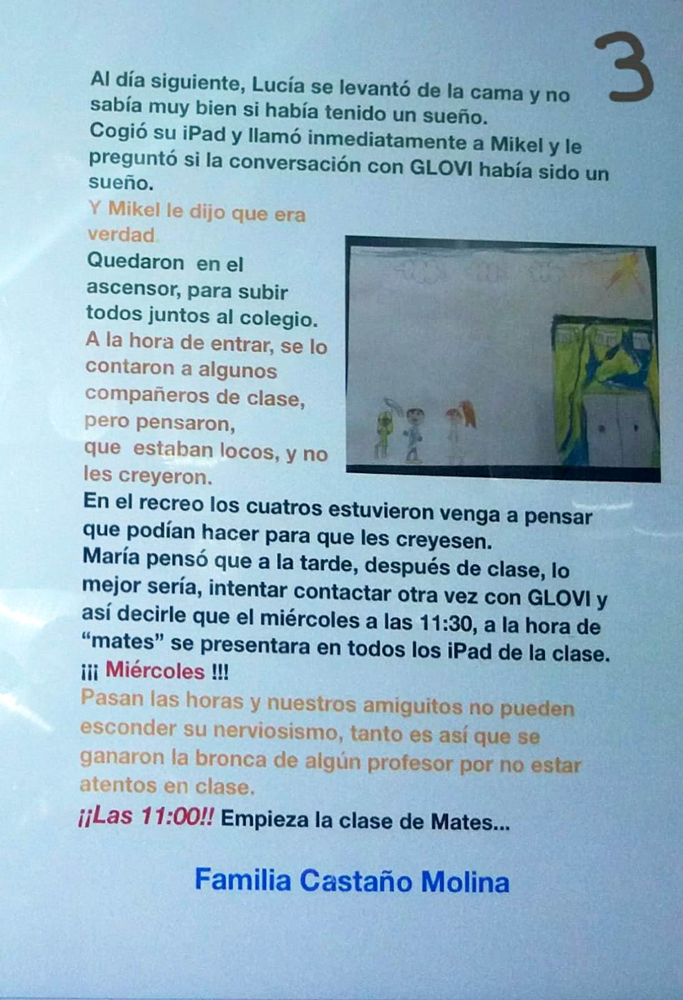 3
Al día siguiente, Lucía se levantó de la cama y no
sabía muy bien si había tenido un sueño.
Cogió su iPad y llamó inmediatamente a Mikel y le
preguntó si la conversación con GLOVI había sido un
sueño.
Y Mikel le dijo que era
verdad.
Quedaron en el
ascensor, para subir
todos juntos al colegio.
A la hora de entrar, se lo
contaron a algunos
compañeros de clase,
pero pensaron,
que estaban locos, y no
les creyeron.
En el recreo los cuatros estuvieron venga a pensar
que podían hacer para que les creyesen.
María pensó que a la tarde, después de clase, lo
mejor sería, intentar contactar otra vez con GLOVI y
así decirle que el miércoles a las 11:30, a la hora de
“mates” se presentara en todos los iPad de la clase.
¡¡¡ Miércoles !!!
Pasan las horas y nuestros amiguitos no pueden
esconder su nerviosismo, tanto es así que se
ganaron la bronca de algún profesor por no estar
atentos en clase.
¡¡Las 11:00!! Empieza la clase de Mates...
Familia Castaño Molina